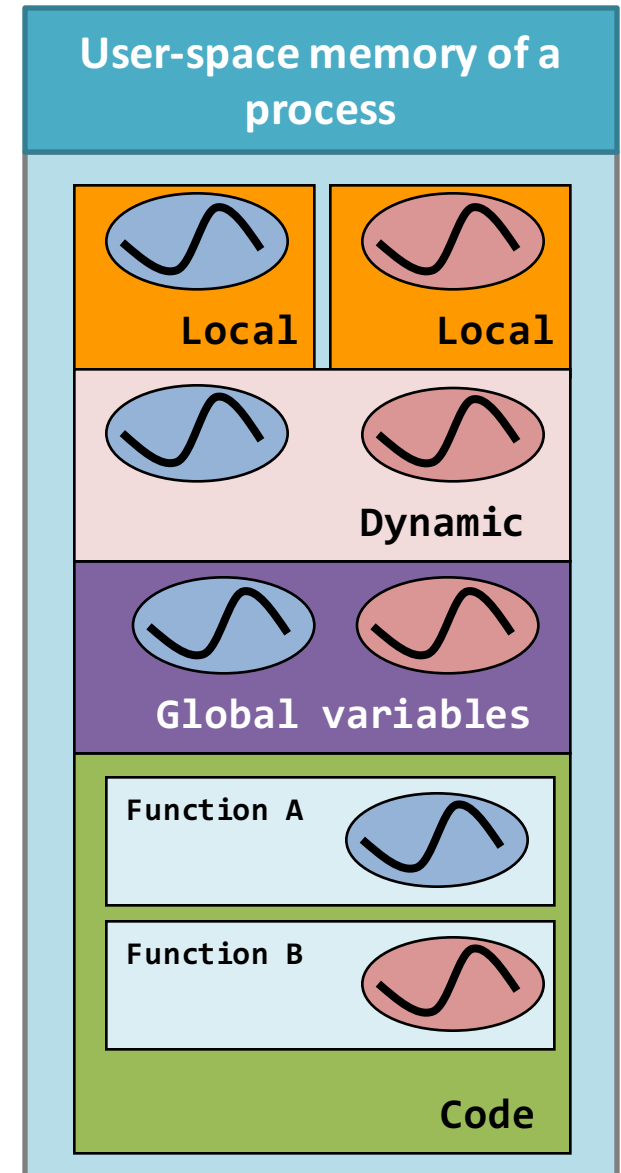 User-space memory of a
process
Local
Local
Dynamic
Global variables
Function A
Function B
Code